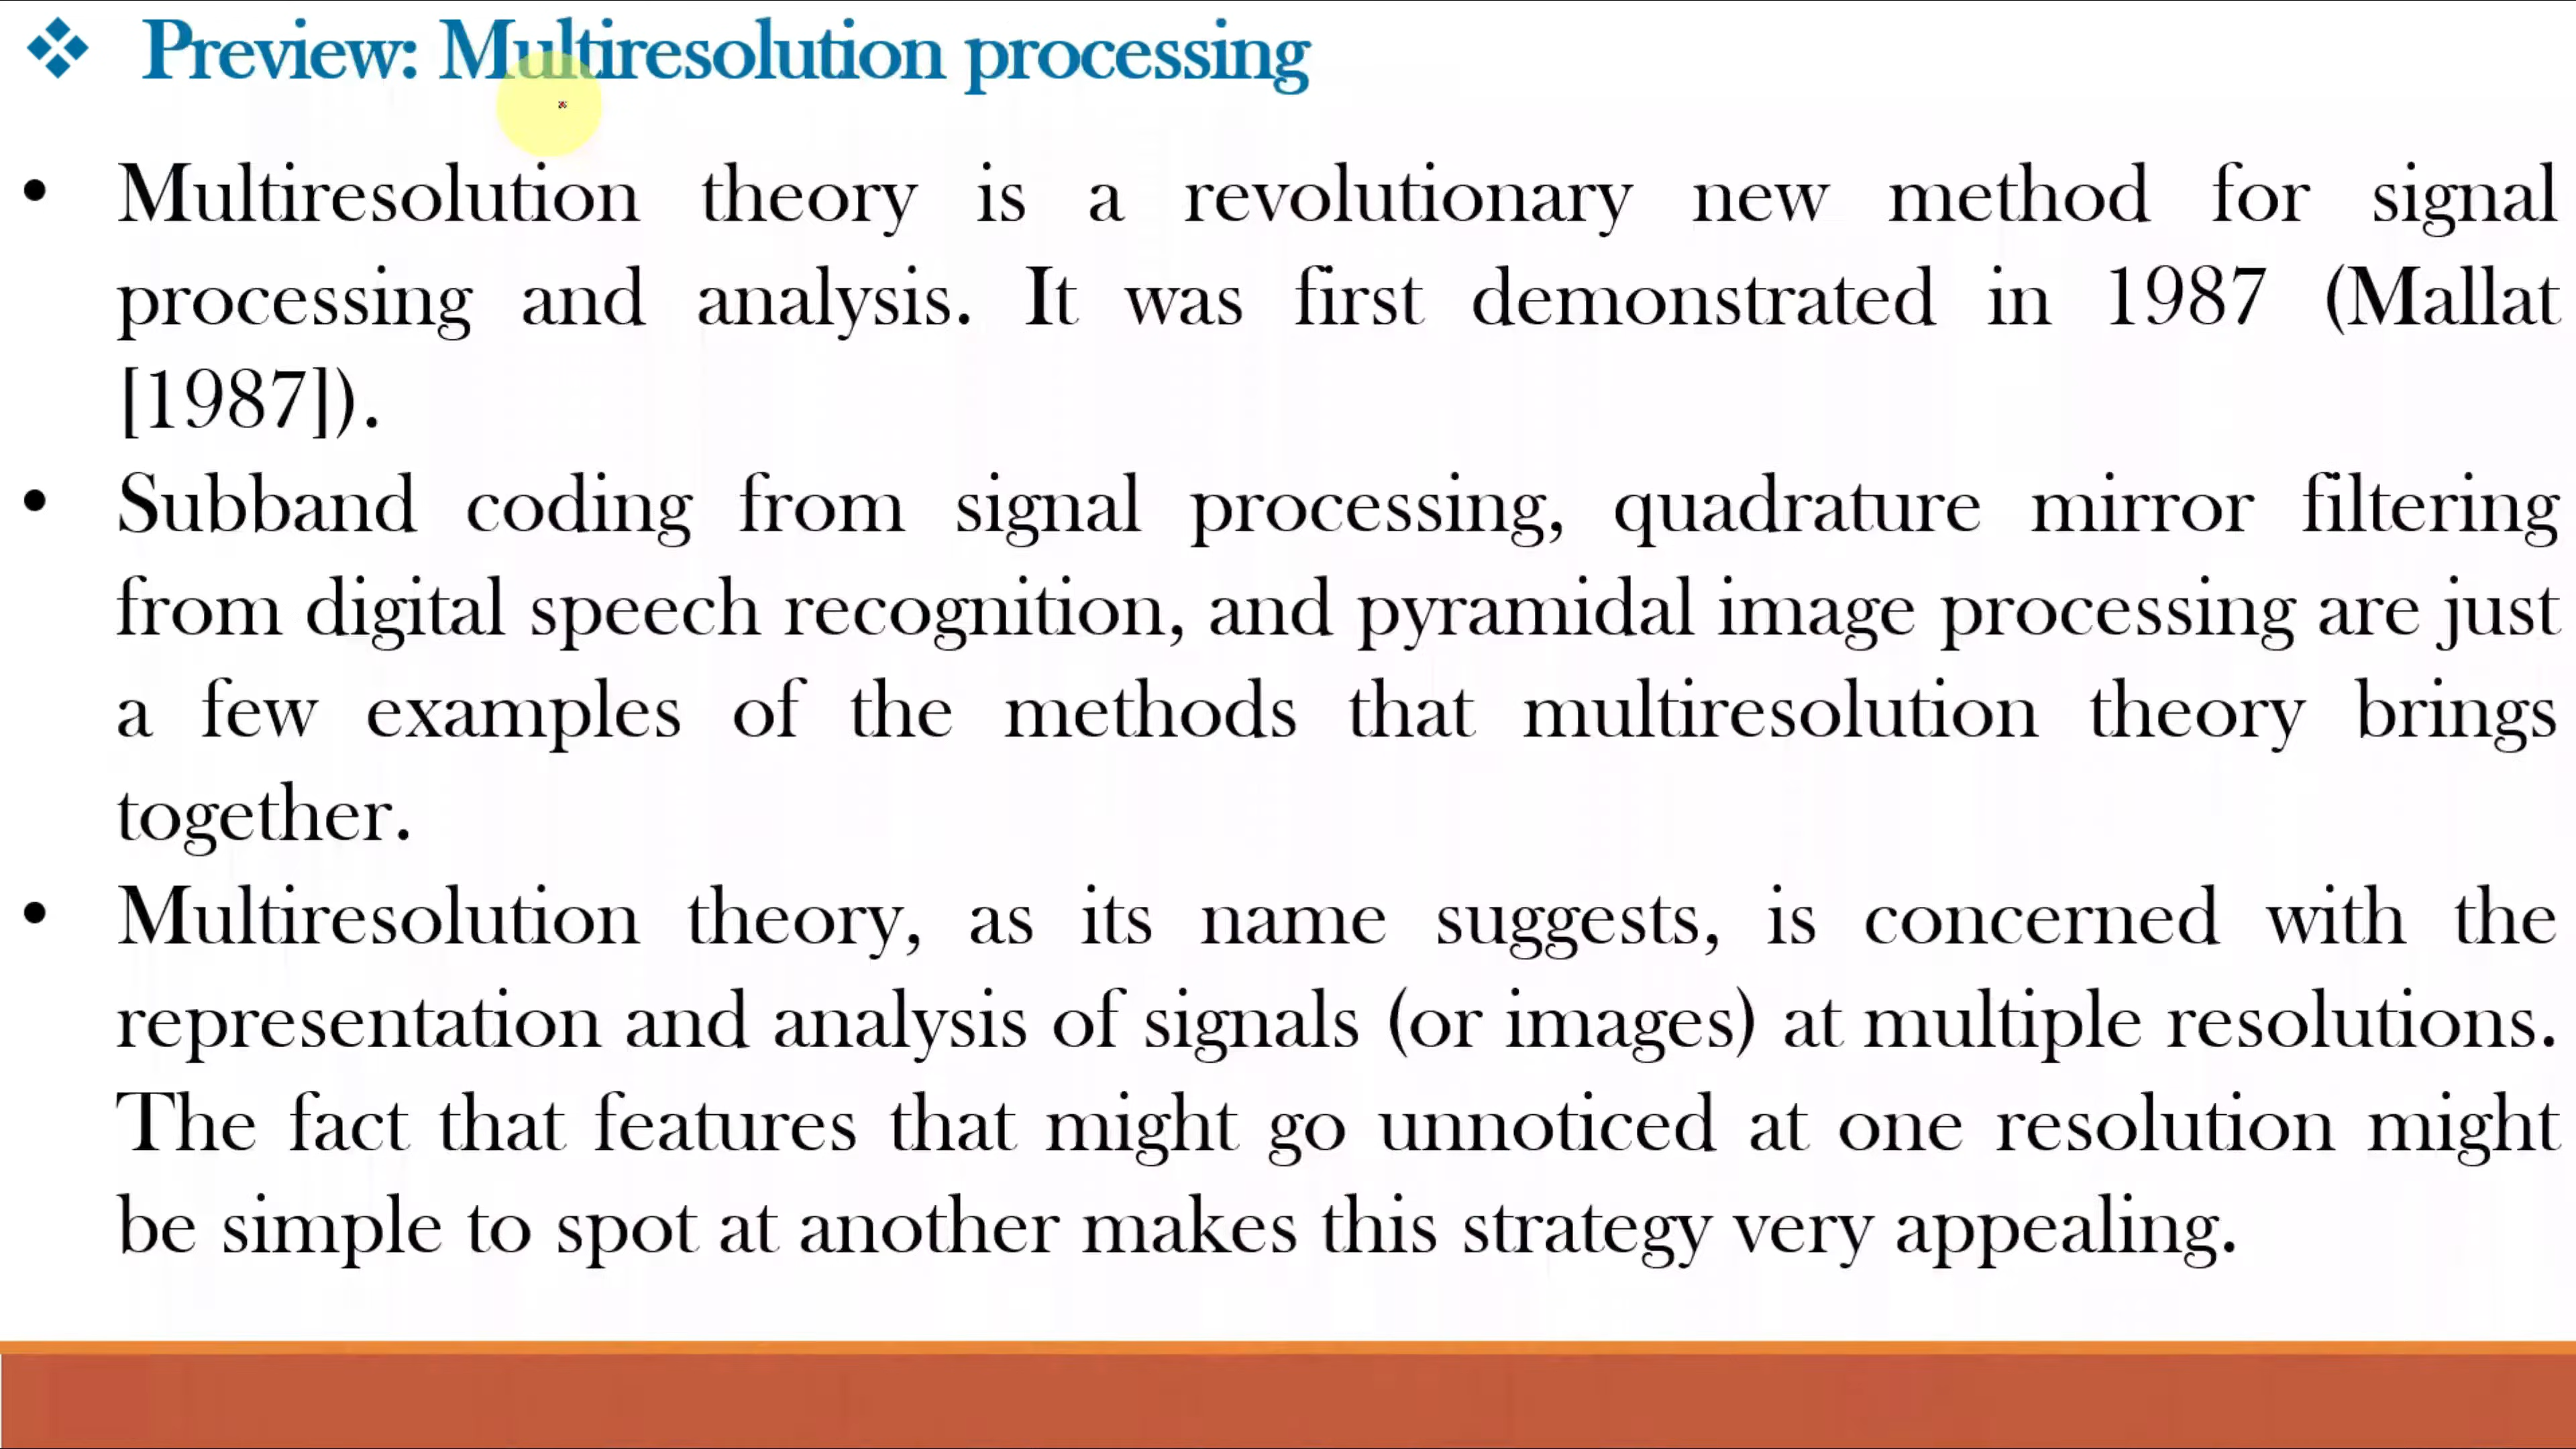 Preview: Multiresolution processing
• Multiresolution theory is a revolutionary new method for signal
processing and analysis. It was first demonstrated in 1987 (Mallat
[1987]).
• Subband coding from signal processing, quadrature mirror filtering
from digital speech recognition, and pyramidal image processing are just
a few examples of the methods that multiresolution theory brings
together.
• Multiresolution theory, as its name suggests, is concerned with the
representation and analysis of signals (or images) at multiple resolutions.
The fact that features that might go unnoticed at one resolution might
be simple to spot at another makes this strategy very appealing.